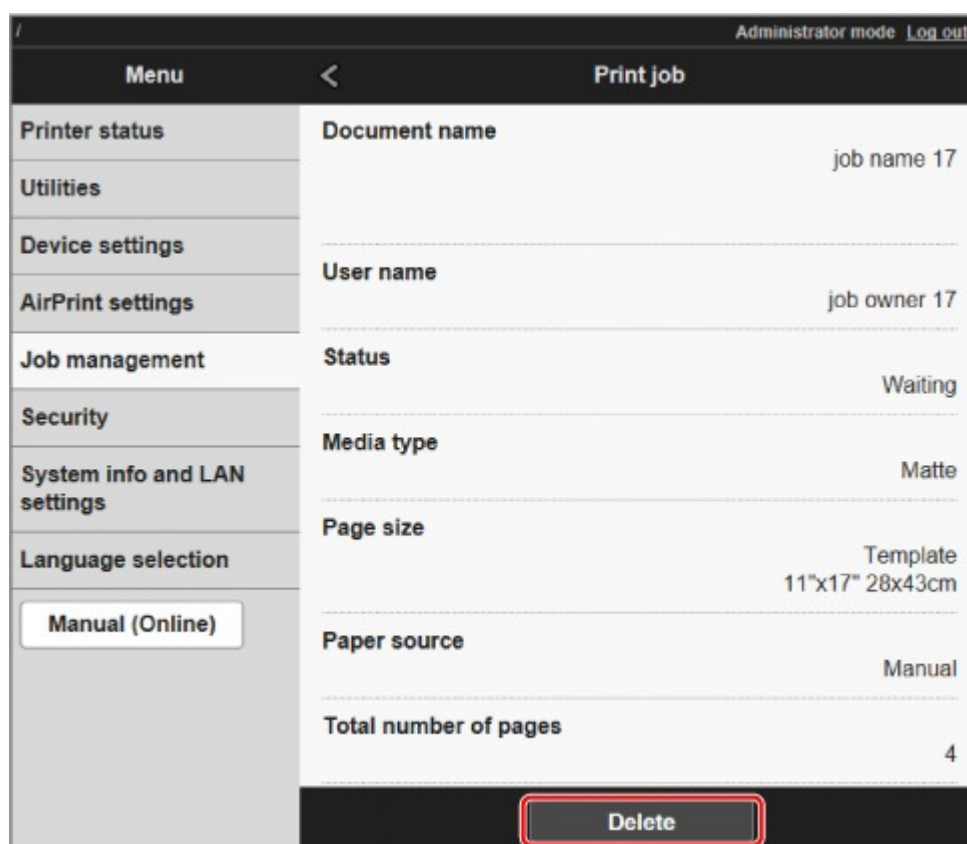 /
Administrator mode Log out
Menu
<
Print job
Printer status
Utilities
Device settings
AirPrint settings
Job management
Security
System info and LAN
settings
Language selection
Manual (Online)
Document name
job name 17
User name
job owner 17
Status
Waiting
Media type
Matte
Page size
Template
11"x17" 28x43cm
Paper source
Manual
Total number of pages
4
Delete